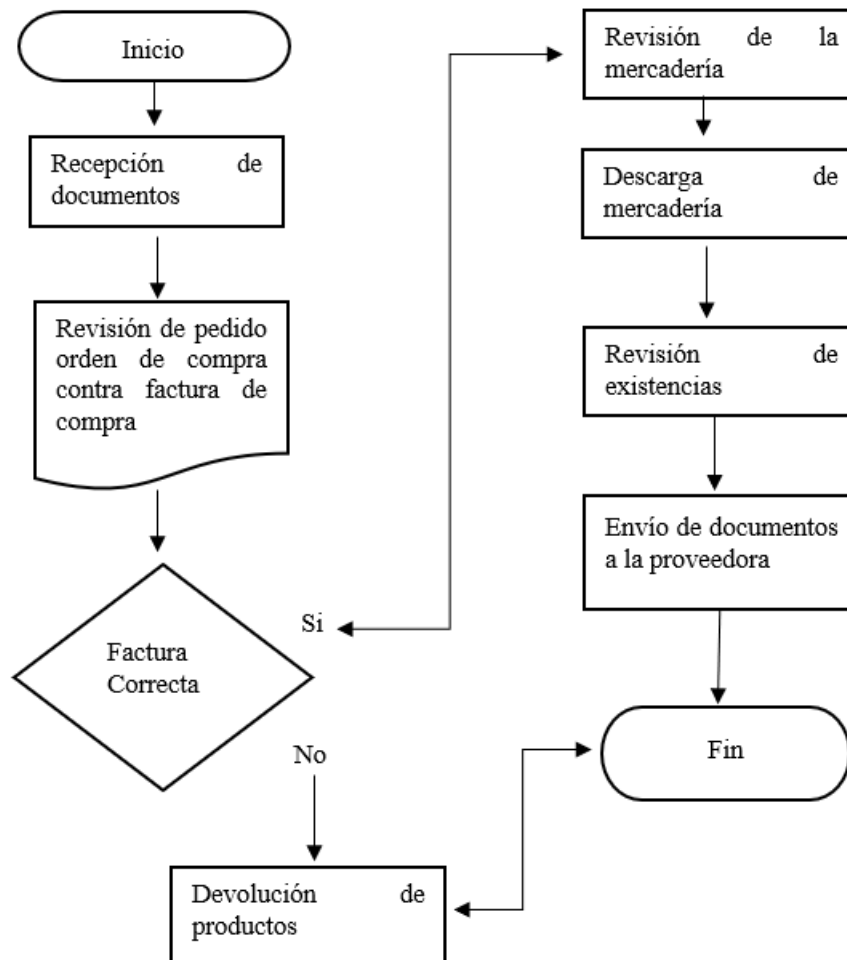 Inicio
Recepción de
documentos
Revisión de pedido
orden de compra
contra factura de
compra
Factura
Correcta
Si
No
Devolución de
productos
Revisión de la
mercadería
Descarga de
mercadería
Revisión de
existencias
Envío de documentos
a la proveedora
Fin